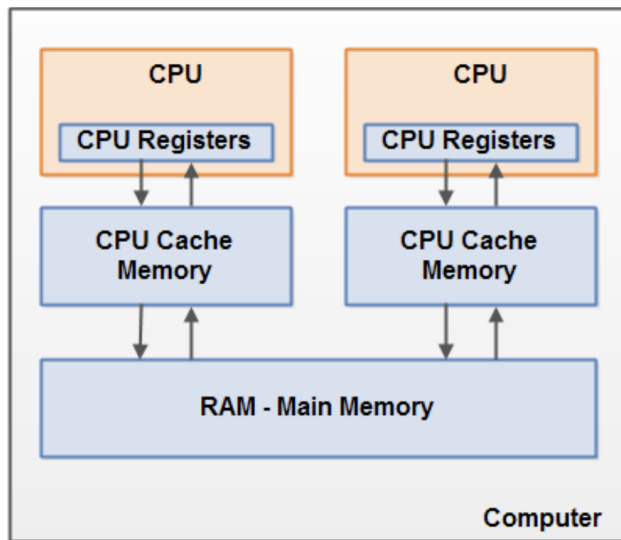 CPU
CPU
CPU Registers
CPU Registers
CPU Cache
Memory
CPU Cache
Memory
RAM - Main Memory
Computer